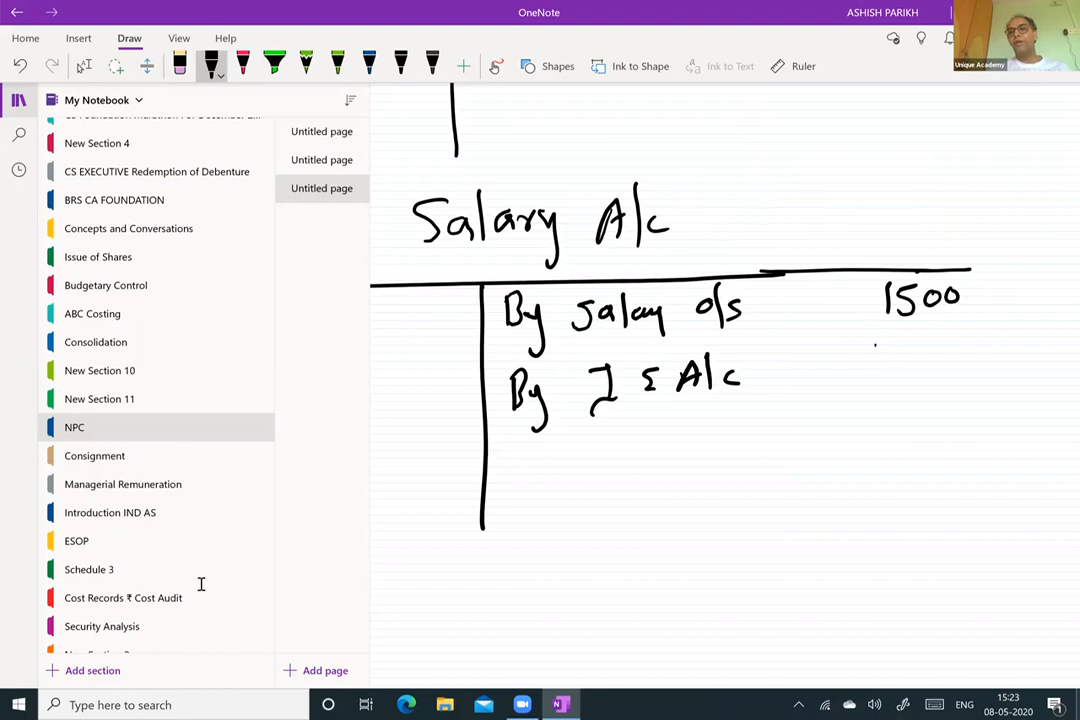 OneNote
ASHISH PARIKH
Home Insert Draw View Help
Shapes Ink to Shape Ink to Text Ruler
Unique Academy
My Notebook
New Section 4
CS EXECUTIVE Redemption of Debenture
BRS CA FOUNDATION
Concepts and Conversations
Issue of Shares
Budgetary Control
ABC Costing
Consolidation
New Section 10
New Section 11
NPC
Consignment
Managerial Remuneration
Introduction IND AS
ESOP
Schedule 3
Cost Records ₹ Cost Audit
Security Analysis
Add section
Untitled page
Untitled page
Untitled page
Add page
Salary A/c
By Salary o/s 1500
By I E A/c
Type here to search
ENG
15:23
08-05-2020